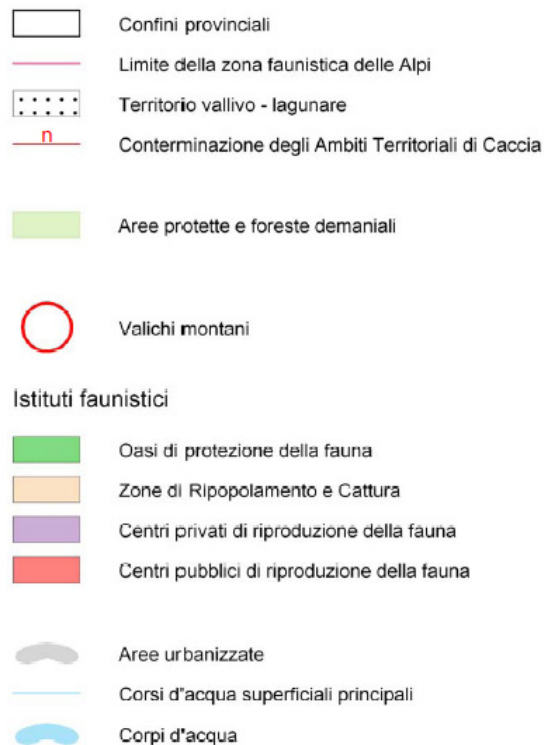 Confini provinciali
Limite della zona faunistica delle Alpi
Territorio vallivo - lagunare
n
Conterminazione degli Ambiti Territoriali di Caccia
Aree protette e foreste demaniali
Valichi montani
Istituti faunistici
Oasi di protezione della fauna
Zone di Ripopolamento e Cattura
Centri privati di riproduzione della fauna
Centri pubblici di riproduzione della fauna
Aree urbanizzate
Corsi d'acqua superficiali principali
Corpi d'acqua